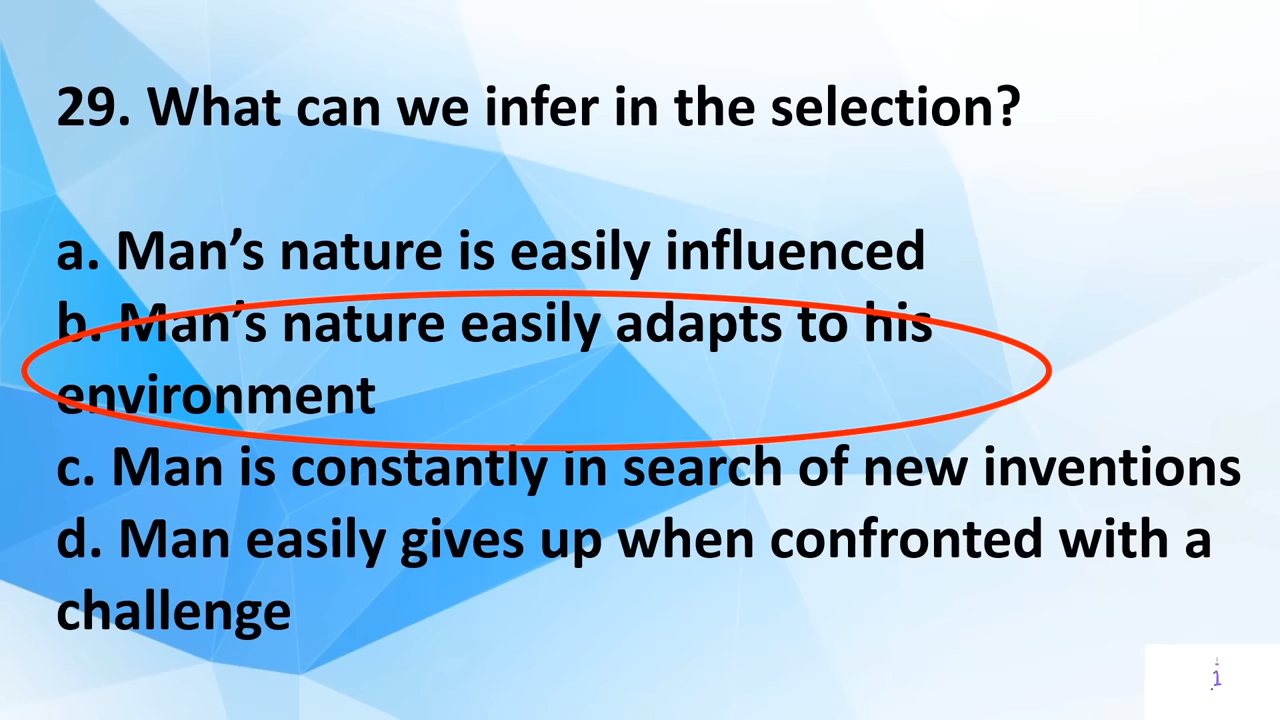 29. What can we infer in the selection?
a. Man’s nature is easily influenced
b. Man’s nature easily adapts to his
environment
c. Man is constantly in search of new inventions
d. Man easily gives up when confronted with a
challenge
1